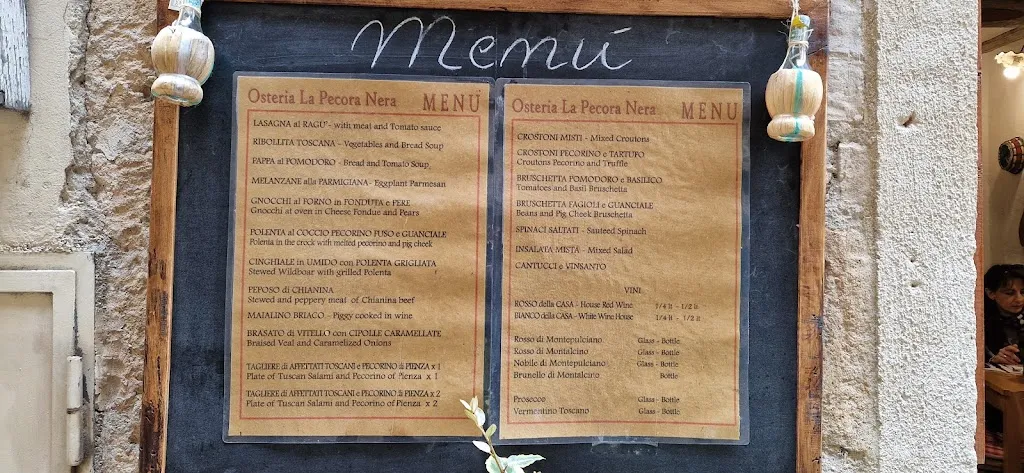 Menú
Osteria La Pecora Nera MENU
LASAGNA al RAGU' - with meat and Tomato sauce
RIBOLLITA TOSCANA - Vegetables and Bread Soup
PAPPA al POMODORO - Bread and Tomato Soup
MELANZANE alla PARMIGIANA - Eggplant Parmesan
GNOCCHI al FORNO in FONDUTA e PERE
Gnocchi at oven in Cheese Fondue and Pears
POLENTA al COCCIO PECORINO FUSO e GUANCIALE
Polenta in the crock with melted pecorino and pig cheek
CINGHIALE in UMIDO con POLENTA GRIGLIATA
Stewed Wildboar with grilled Polenta
PEPOSO di CHIANINA
Stewed and peppery meat of Chianina beef
MAIALINO BRIACO - Piggy cooked in wine
BRASATO di VITELLO con CIPOLLE CARAMELLATE
Braised Veal and Caramelized Onions
TAGLIERE di AFFETTATI TOSCANI e PECORINO di PIENZA x 1
Plate of Tuscan Salami and Pecorino of Pienza x 1
TAGLIERE di AFFETTATI TOSCANI e PECORINO di PIENZA x 2
Plate of Tuscan Salami and Pecorino of Pienza x 2
Osteria La Pecora Nera MENU
CROSTONI MISTI - Mixed Croutons
CROSTONI PECORINO e TARTUFO
Croutons Pecorino and Truffle
BRUSCHETTA POMODORO e BASILICO
Tomatoes and Basil Bruschetta
BRUSCHETTA FAGIOLI e GUANCIALE
Beans and Pig Cheek Bruschetta
SPINACI SALTATI - Sauteed Spinach
INSALATA MISTA - Mixed Salad
CANTUCCI e VINSANTO
VINI
ROSSO della CASA - House Red Wine 1/4 lt - 1/2 lt
BIANCO della CASA - White Wine House 1/4 lt - 1/2 lt
Rosso di Montepulciano Glass - Bottle
Rosso di Montalcino Glass - Bottle
Nobile di Montepulciano Glass - Bottle
Brunello di Montalcino Bottle
Prosecco Glass - Bottle
Vermentino Toscano Glass - Bottle